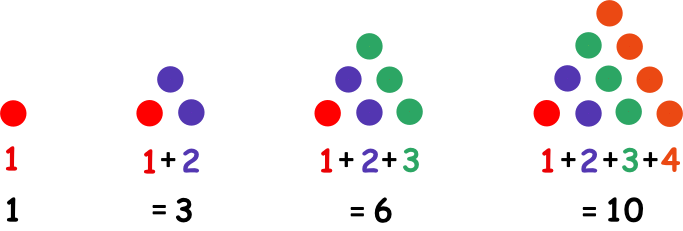 1 1+2 1+2+3 1+2+3+4
1 =3 =6 =10